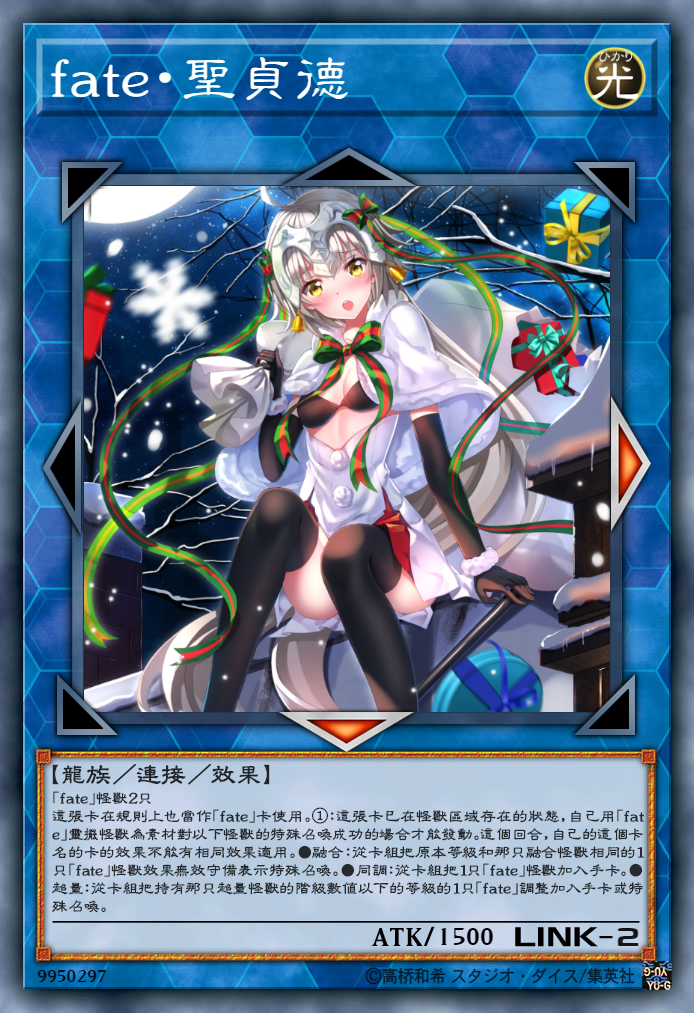 fate·聖貞德
ひかり
光
【龍族／連接／效果】
「fate」怪獸2只
這張卡在規則上也當作「fate」卡使用。①：這張卡已在怪獸區域存在的狀態，自己用「fat
e」靈擺怪獸為素材對以下怪獸的特殊召喚成功的場合才能發動。這個回合，自己的這個卡
名的卡的效果不能有相同效果適用。●融合：從卡組把原本等級和那只融合怪獸相同的1
只「fate」怪獸效果無效守備表示特殊召喚。●同調：從卡組把1只「fate」怪獸加入手卡。●
超量：從卡組把持有那只超量怪獸的階級數值以下的等級的1只「fate」調整加入手卡或特
殊召喚。
ATK/1500 LINK-2
9950297 ©高桥和希 スタジオ・ダイス/集英社
YU-G
YU-G